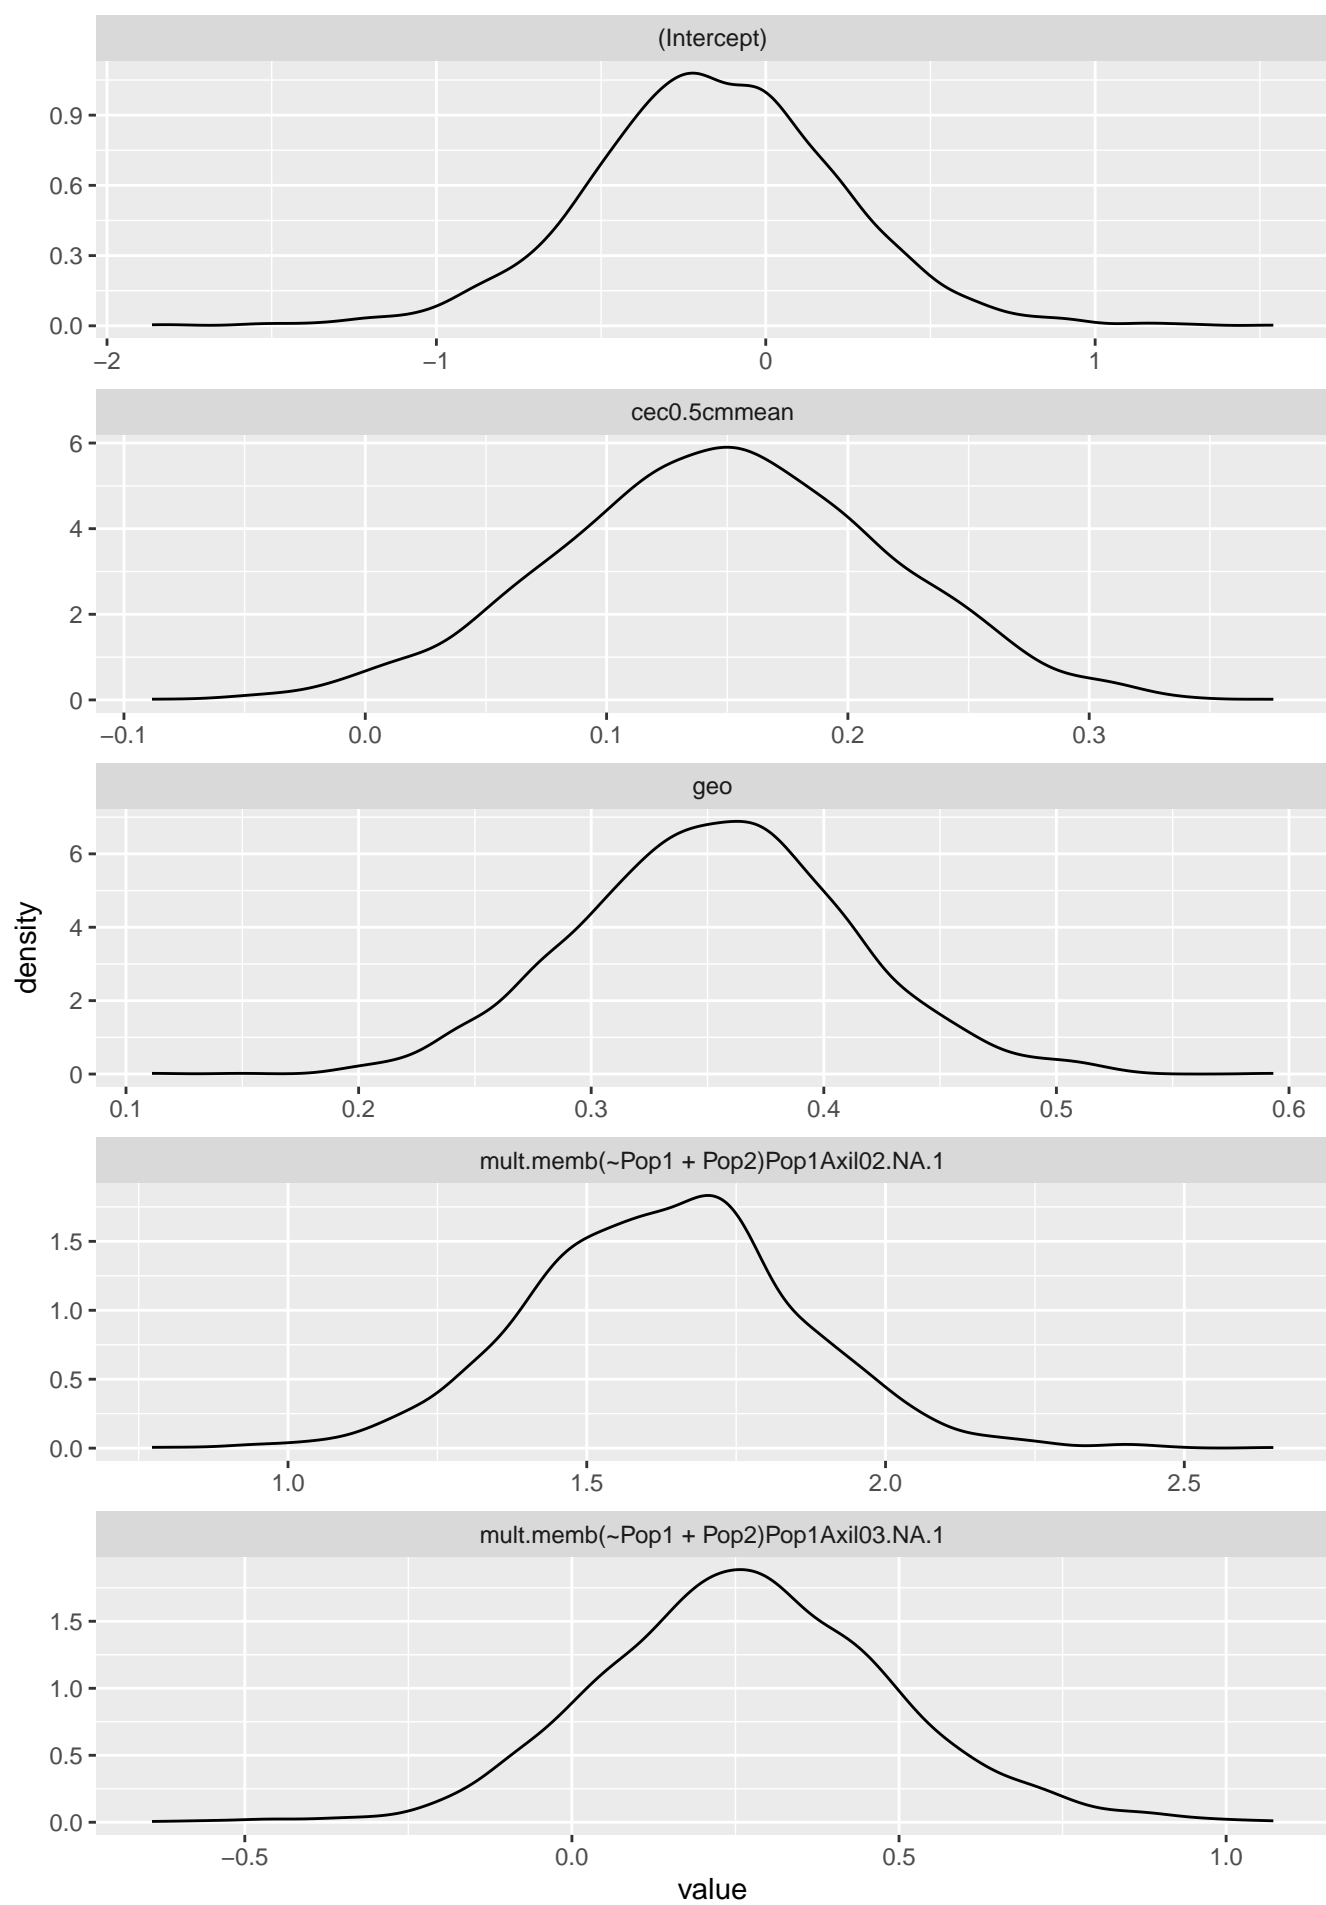 (Intercept)
0.9
0.6
0.3
0.0
−2 −1 0 1
cec0.5cmmean
6
4
2
0
−0.1 0.0 0.1 0.2 0.3
geo
6
4
2
0
0.1 0.2 0.3 0.4 0.5 0.6
density
mult.memb(~Pop1 + Pop2)Pop1Axil02.NA.1
1.5
1.0
0.5
0.0
1.0 1.5 2.0 2.5
mult.memb(~Pop1 + Pop2)Pop1Axil03.NA.1
1.5
1.0
0.5
0.0
−0.5 0.0 0.5 1.0
value